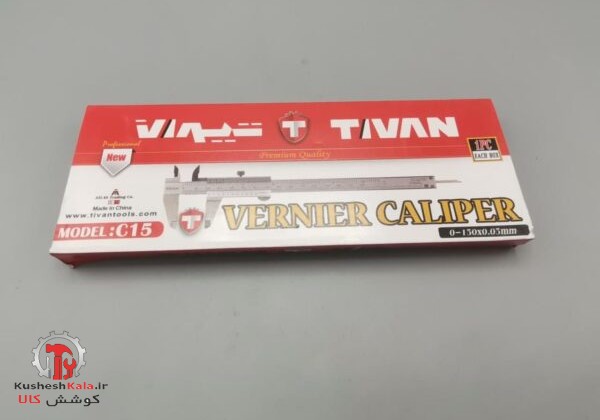 تیوان T TIVAN
Professional
New
Premium Quality
1PC
EACH BOX
Made in China
www.tivantools.com
MODEL:C15
T VERNIER CALIPER
0-150x0.05mm
KusheshKala.ir
کوشش کالا